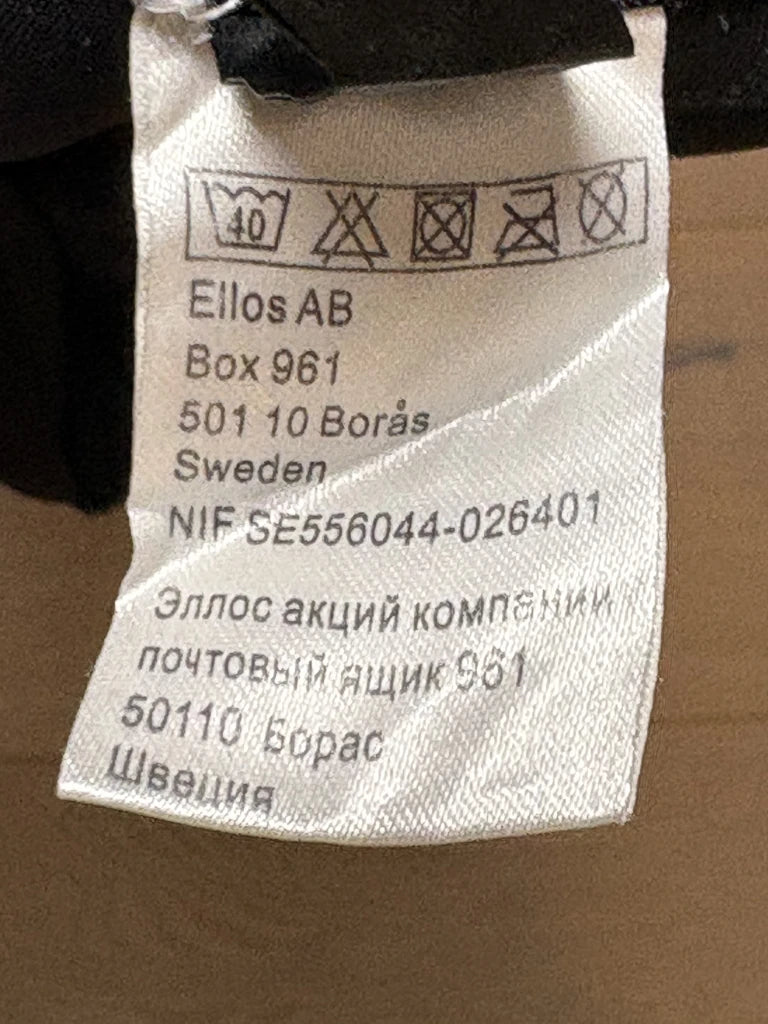 40
Ellos AB
Box 961
501 10 Borås
Sweden
NIF SE556044-026401
Эллос акций компании
почтовый ящик 961
50110 Борас
Швеция